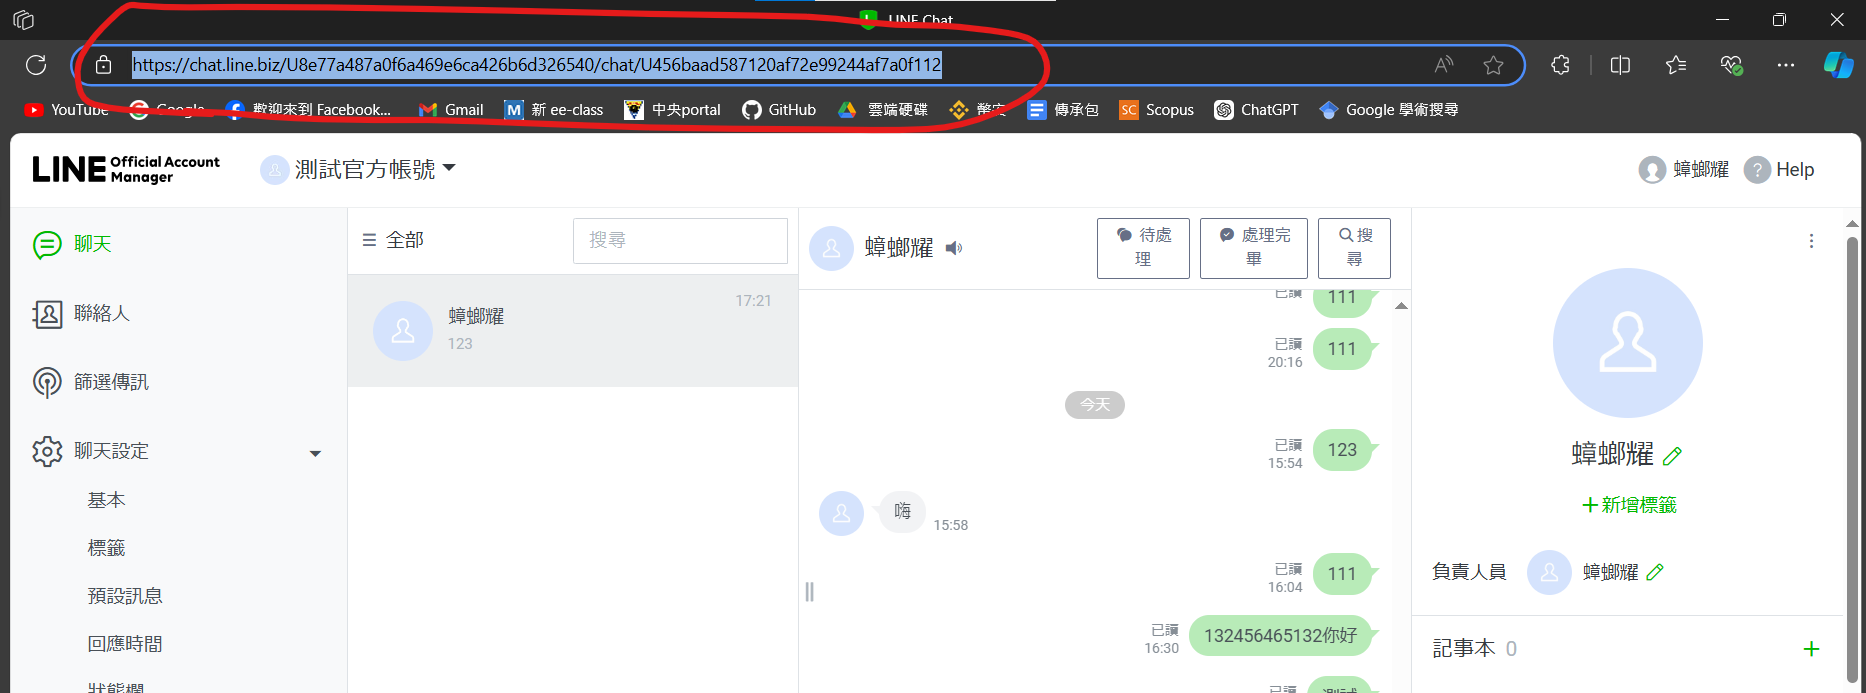 LINE Chat
https://chat.line.biz/U8e77a487a0f6a469e6ca426b6d326540/chat/U456baad587120af72e99244af7a0f112
YouTube Google 歡迎來到 Facebook... Gmail 新 ee-class 中央portal GitHub 雲端硬碟 幣安 傳承包 Scopus ChatGPT Google 學術搜尋
LINE Official Account Manager
測試官方帳號
蟑螂耀 Help
聊天
聯絡人
篩選傳訊
聊天設定
基本
標籤
預設訊息
回應時間
狀態欄
全部
搜尋
蟑螂耀
17:21
123
蟑螂耀
待處理
處理完畢
搜尋
已讀
111
已讀
20:16
111
今天
已讀
15:54
123
嗨
15:58
已讀
16:04
111
已讀
16:30
132456465132你好
已讀
測試
蟑螂耀
+新增標籤
負責人員 蟑螂耀
記事本 0 +